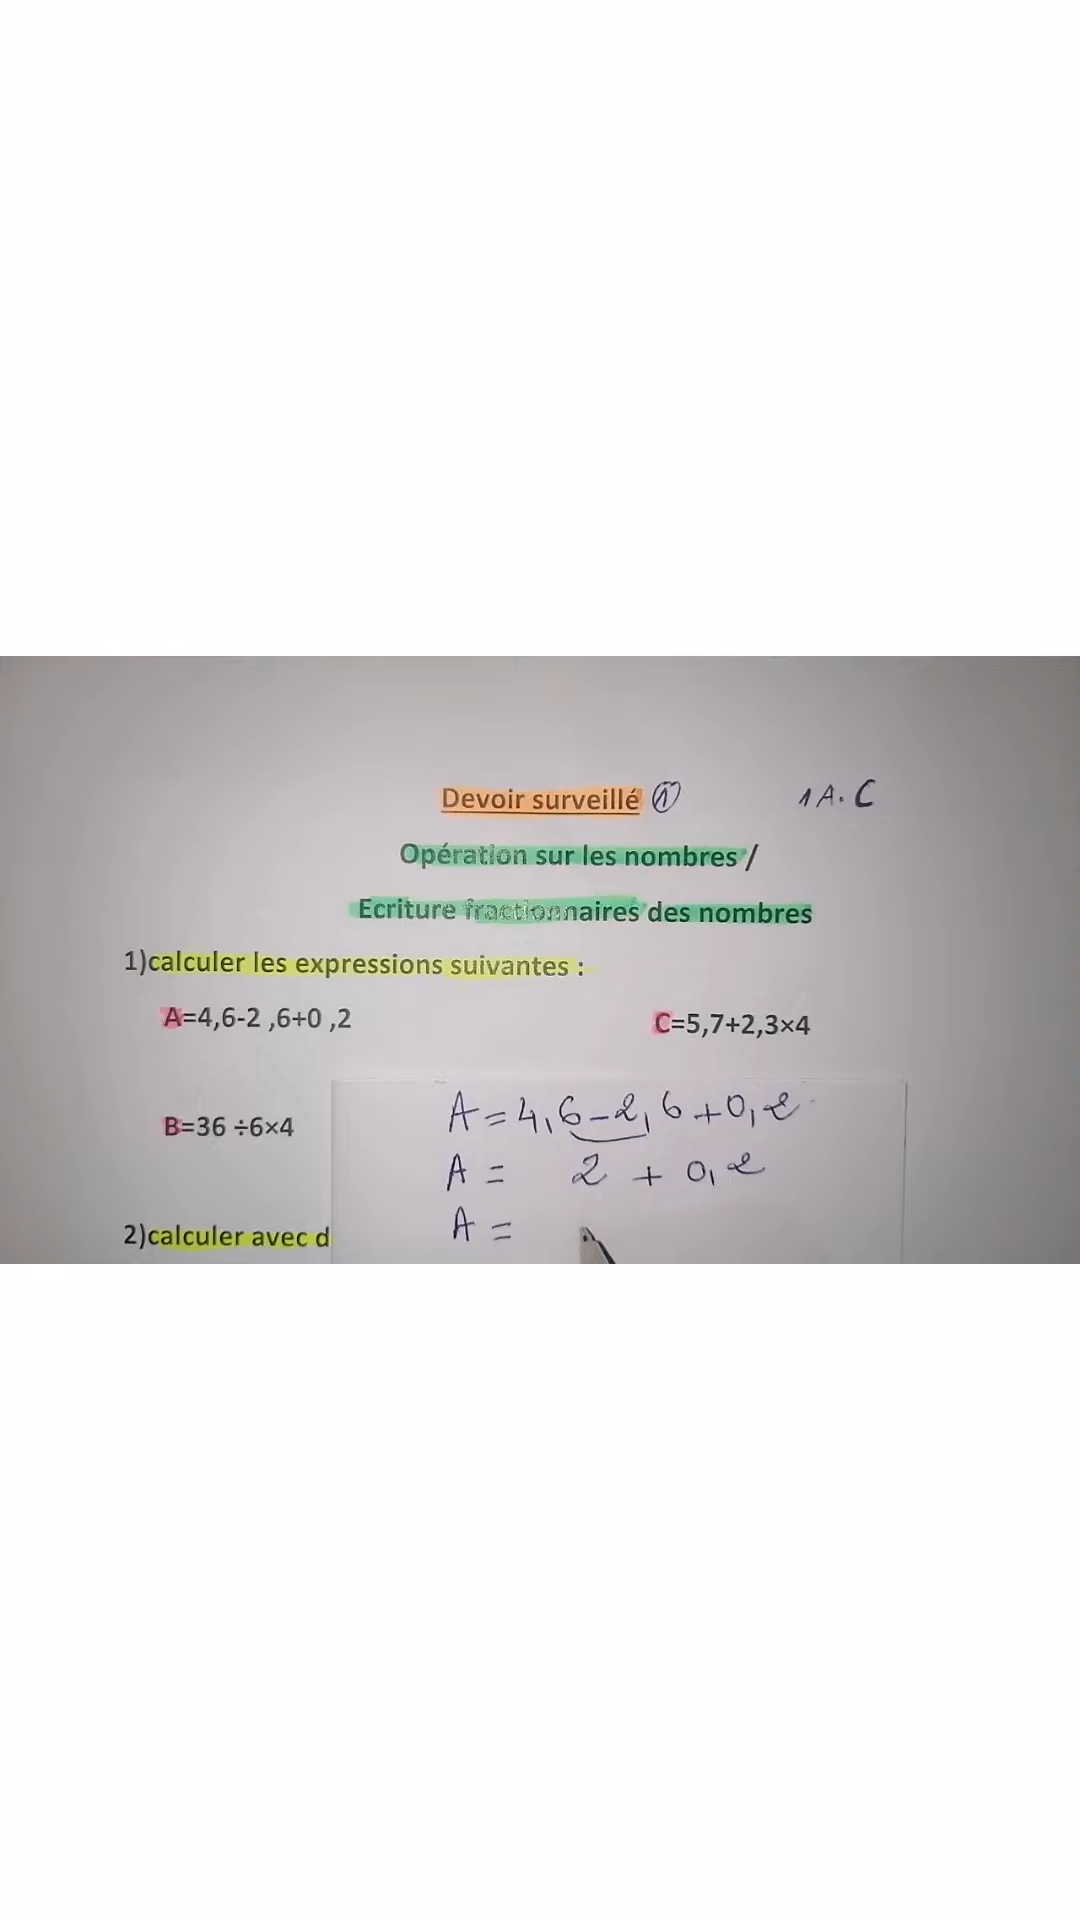 Devoir surveillé ① 1 A.C
Opération sur les nombres /
Ecriture fractionnaires des nombres
1)calculer les expressions suivantes :
A=4,6-2 ,6+0 ,2 C=5,7+2,3×4
A = 4,6 - 2,6 + 0,2
B=36 ÷6×4
A = 2 + 0,2
2)calculer avec d
A =